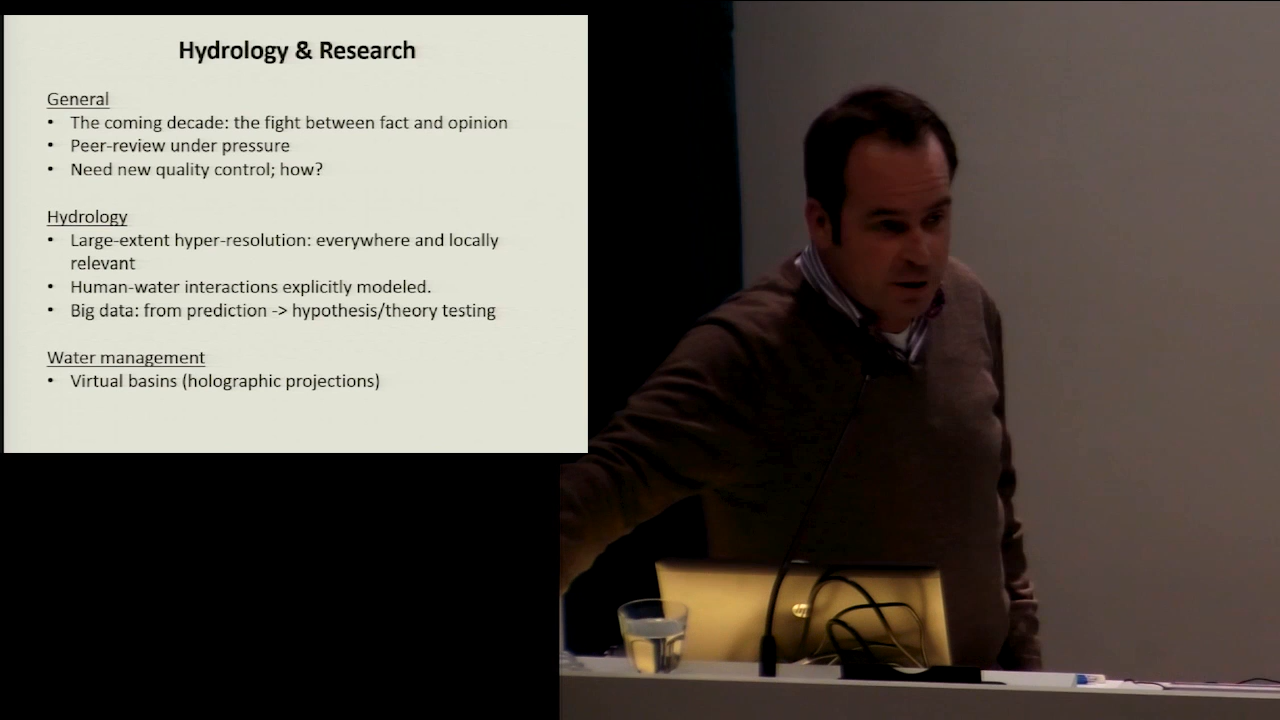 Hydrology & Research
General
• The coming decade: the fight between fact and opinion
• Peer-review under pressure
• Need new quality control; how?
Hydrology
• Large-extent hyper-resolution: everywhere and locally
relevant
• Human-water interactions explicitly modeled.
• Big data: from prediction -> hypothesis/theory testing
Water management
• Virtual basins (holographic projections)
hp